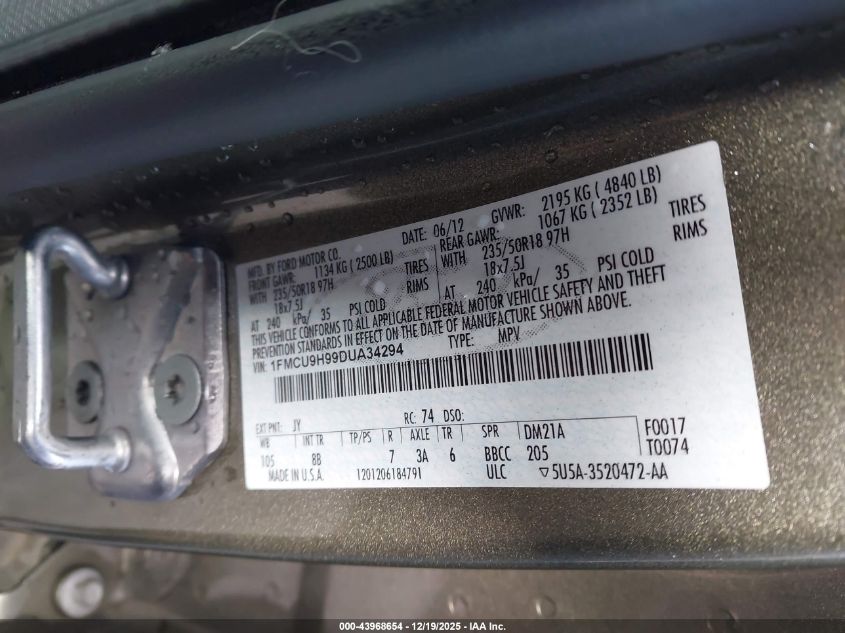 MFD. BY FORD MOTOR CO.
DATE: 06/12 GVWR: 2195 KG ( 4840 LB)
FRONT GAWR: 1134 KG ( 2500 LB)
REAR GAWR: 1067 KG ( 2352 LB)
WITH 235/50R18 97H TIRES
WITH 235/50R18 97H TIRES
18x7.5J RIMS
18x7.5J RIMS
AT 240 kPa/ 35 PSI COLD
AT 240 kPa/ 35 PSI COLD
THIS VEHICLE CONFORMS TO ALL APPLICABLE FEDERAL MOTOR VEHICLE SAFETY AND THEFT
PREVENTION STANDARDS IN EFFECT ON THE DATE OF MANUFACTURE SHOWN ABOVE.
VIN: 1FMCU9H99DUA34294 TYPE: MPV
EXT PNT: JY RC: 74 DSO:
WB INT TR TP/PS R AXLE TR SPR DM21A F0017
105 8B 7 3A 6 BBCC 205 T0074
MADE IN U.S.A. 1201206184791 ULC ▽5U5A-3520472-AA
000-43968654 | 12/19/2025 - IAA Inc.